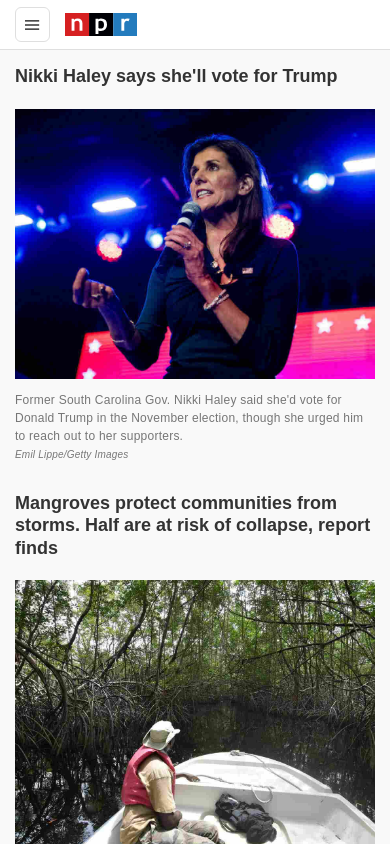 npr
Nikki Haley says she'll vote for Trump
Former South Carolina Gov. Nikki Haley said she'd vote for
Donald Trump in the November election, though she urged him
to reach out to her supporters.
Emil Lippe/Getty Images
Mangroves protect communities from
storms. Half are at risk of collapse, report
finds